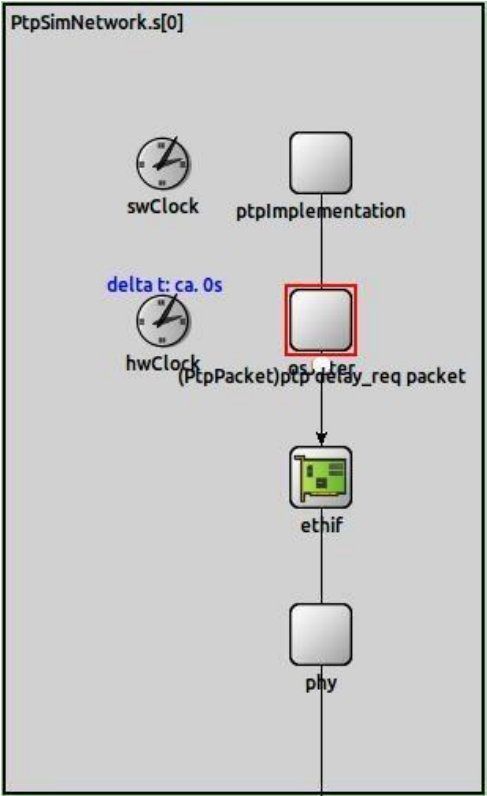 PtpSimNetwork.s[0]
swClock
ptpImplementation
delta t: ca. 0s
hwClock
(PtpPacket)ptp delay_req packet
ethif
phy